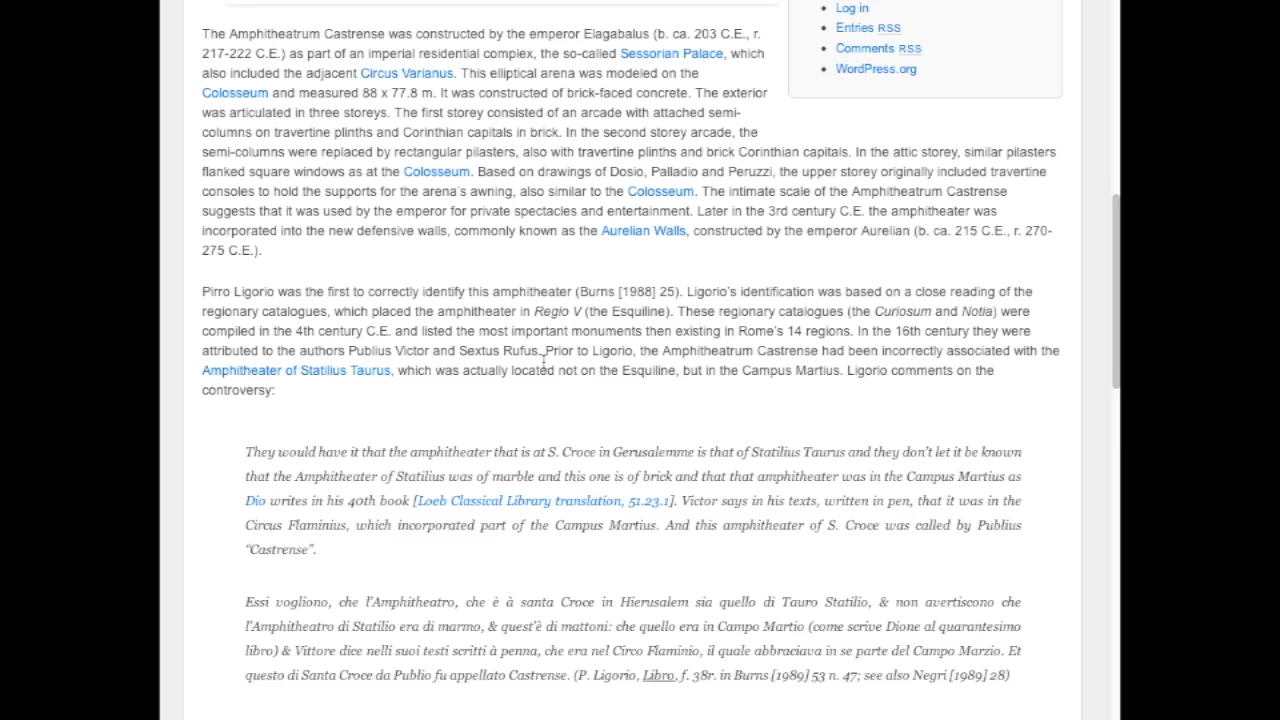 Log in
Entries RSS
Comments RSS
WordPress.org
The Amphitheatrum Castrense was constructed by the emperor Elagabalus (b. ca. 203 C.E., r.
217-222 C.E.) as part of an imperial residential complex, the so-called Sessorian Palace, which
also included the adjacent Circus Varianus. This elliptical arena was modeled on the
Colosseum and measured 88 x 77.8 m. It was constructed of brick-faced concrete. The exterior
was articulated in three storeys. The first storey consisted of an arcade with attached semi-
columns on travertine plinths and Corinthian capitals in brick. In the second storey arcade, the
semi-columns were replaced by rectangular pilasters, also with travertine plinths and brick Corinthian capitals. In the attic storey, similar pilasters
flanked square windows as at the Colosseum. Based on drawings of Dosio, Palladio and Peruzzi, the upper storey originally included travertine
consoles to hold the supports for the arena's awning, also similar to the Colosseum. The intimate scale of the Amphitheatrum Castrense
suggests that it was used by the emperor for private spectacles and entertainment. Later in the 3rd century C.E. the amphitheater was
incorporated into the new defensive walls, commonly known as the Aurelian Walls, constructed by the emperor Aurelian (b. ca. 215 C.E., r. 270-
275 C.E.).
Pirro Ligorio was the first to correctly identify this amphitheater (Burns [1988] 25). Ligorio's identification was based on a close reading of the
regionary catalogues, which placed the amphitheater in Regio V (the Esquiline). These regionary catalogues (the Curiosum and Notia) were
compiled in the 4th century C.E. and listed the most important monuments then existing in Rome's 14 regions. In the 16th century they were
attributed to the authors Publius Victor and Sextus Rufus. Prior to Ligorio, the Amphitheatrum Castrense had been incorrectly associated with the
Amphitheater of Statilius Taurus, which was actually located not on the Esquiline, but in the Campus Martius. Ligorio comments on the
controversy:
They would have it that the amphitheater that is at S. Croce in Gerusalemme is that of Statilius Taurus and they don't let it be known
that the Amphitheater of Statilius was of marble and this one is of brick and that that amphitheater was in the Campus Martius as
Dio writes in his 40th book [Loeb Classical Library translation, 51.23.1]. Victor says in his texts, written in pen, that it was in the
Circus Flaminius, which incorporated part of the Campus Martius. And this amphitheater of S. Croce was called by Publius
"Castrense".
Essi vogliono, che l'Amphitheatro, che è à santa Croce in Hierusalem sia quello di Tauro Statilio, & non avertiscono che
l'Amphitheatro di Statilio era di marmo, & quest'è di mattoni: che quello era in Campo Martio (come scrive Dione al quarantesimo
libro) & Vittore dice nelli suoi testi scritti à penna, che era nel Circo Flaminio, il quale abbraciava in se parte del Campo Marzio. Et
questo di Santa Croce da Publio fu appellato Castrense. (P. Ligorio, Libro, f. 38r. in Burns [1989] 53 n. 47; see also Negri [1989] 28)